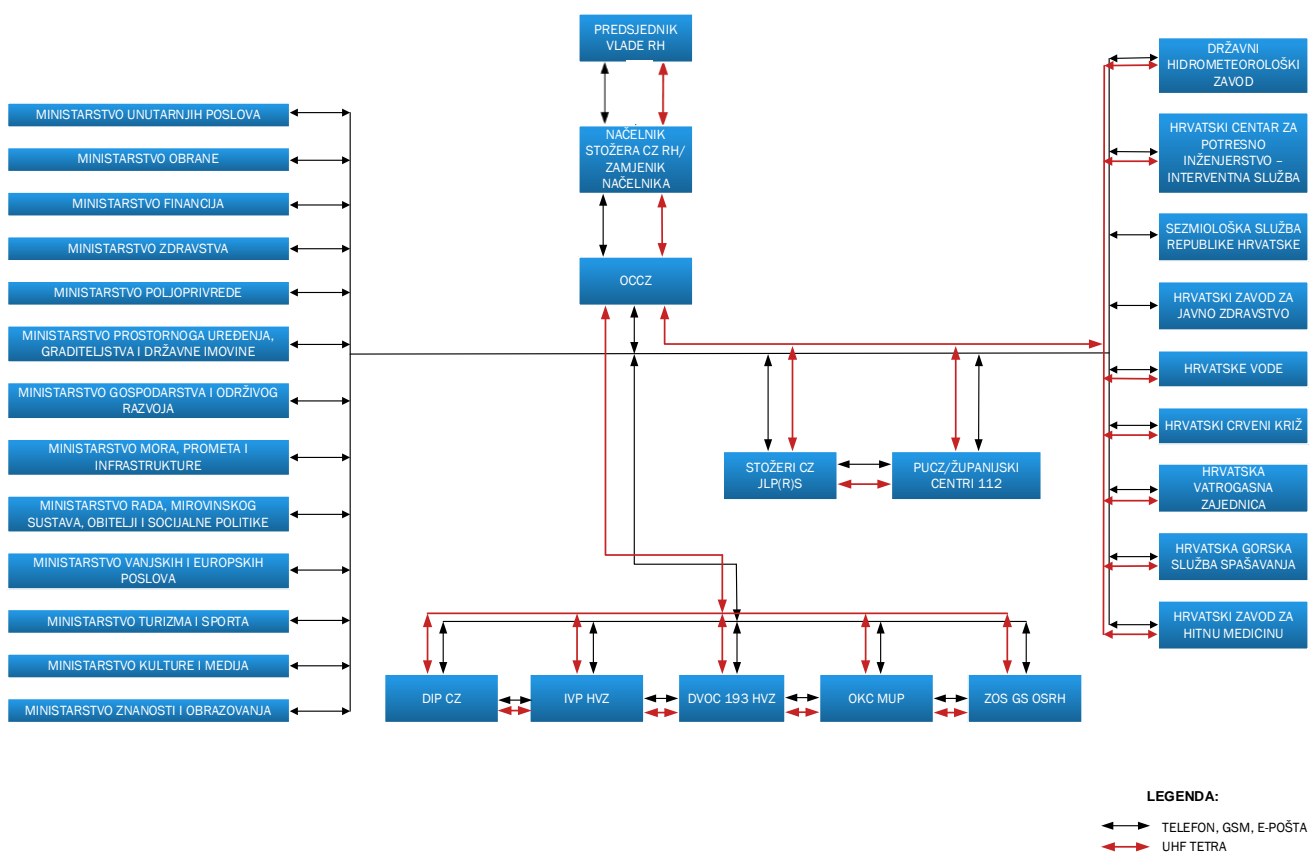 PREDSJEDNIK
VLADE RH
NAČELNIK
STOŽERA CZ RH/
ZAMJENIK
NAČELNIKA
OCCZ
MINISTARSTVO UNUTARNJIH POSLOVA
MINISTARSTVO OBRANE
MINISTARSTVO FINANCIJA
MINISTARSTVO ZDRAVSTVA
MINISTARSTVO POLJOPRIVREDE
MINISTARSTVO PROSTORNOGA UREĐENJA,
GRADITELJSTVA I DRŽAVNE IMOVINE
MINISTARSTVO GOSPODARSTVA I ODRŽIVOG
RAZVOJA
MINISTARSTVO MORA, PROMETA I
INFRASTRUKTURE
MINISTARSTVO RADA, MIROVINSKOG
SUSTAVA, OBITELJI I SOCIJALNE POLITIKE
MINISTARSTVO VANJSKIH I EUROPSKIH
POSLOVA
MINISTARSTVO TURIZMA I SPORTA
MINISTARSTVO KULTURE I MEDIJA
MINISTARSTVO ZNANOSTI I OBRAZOVANJA
STOŽERI CZ
JLP(R)S
PUCZ/ŽUPANIJSKI
CENTRI 112
DRŽAVNI
HIDROMETEOROLOŠKI
ZAVOD
HRVATSKI CENTAR ZA
POTRESNO
INŽENJERSTVO –
INTERVENTNA SLUŽBA
SEZMIOLOŠKA SLUŽBA
REPUBLIKE HRVATSKE
HRVATSKI ZAVOD ZA
JAVNO ZDRAVSTVO
HRVATSKE VODE
HRVATSKI CRVENI KRIŽ
HRVATSKA
VATROGASNA
ZAJEDNICA
HRVATSKA GORSKA
SLUŽBA SPAŠAVANJA
HRVATSKI ZAVOD ZA
HITNU MEDICINU
DIP CZ
IVP HVZ
DVOC 193 HVZ
OKC MUP
ZOS GS OSRH
LEGENDA:
TELEFON, GSM, E-POŠTA
UHF TETRA